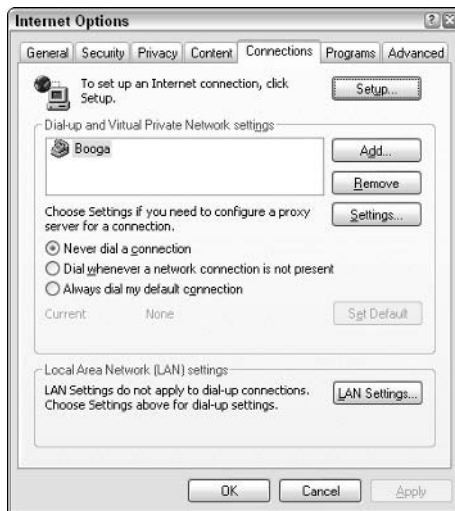 Internet Options
General Security Privacy Content Connections Programs Advanced
To set up an Internet connection, click
Setup.
Setup...
Dial-up and Virtual Private Network settings
Booga
Add...
Remove
Choose Settings if you need to configure a proxy
server for a connection.
Settings...
Never dial a connection
Dial whenever a network connection is not present
Always dial my default connection
Current None Set Default
Local Area Network (LAN) settings
LAN Settings do not apply to dial-up connections.
Choose Settings above for dial-up settings.
LAN Settings...
OK Cancel Apply